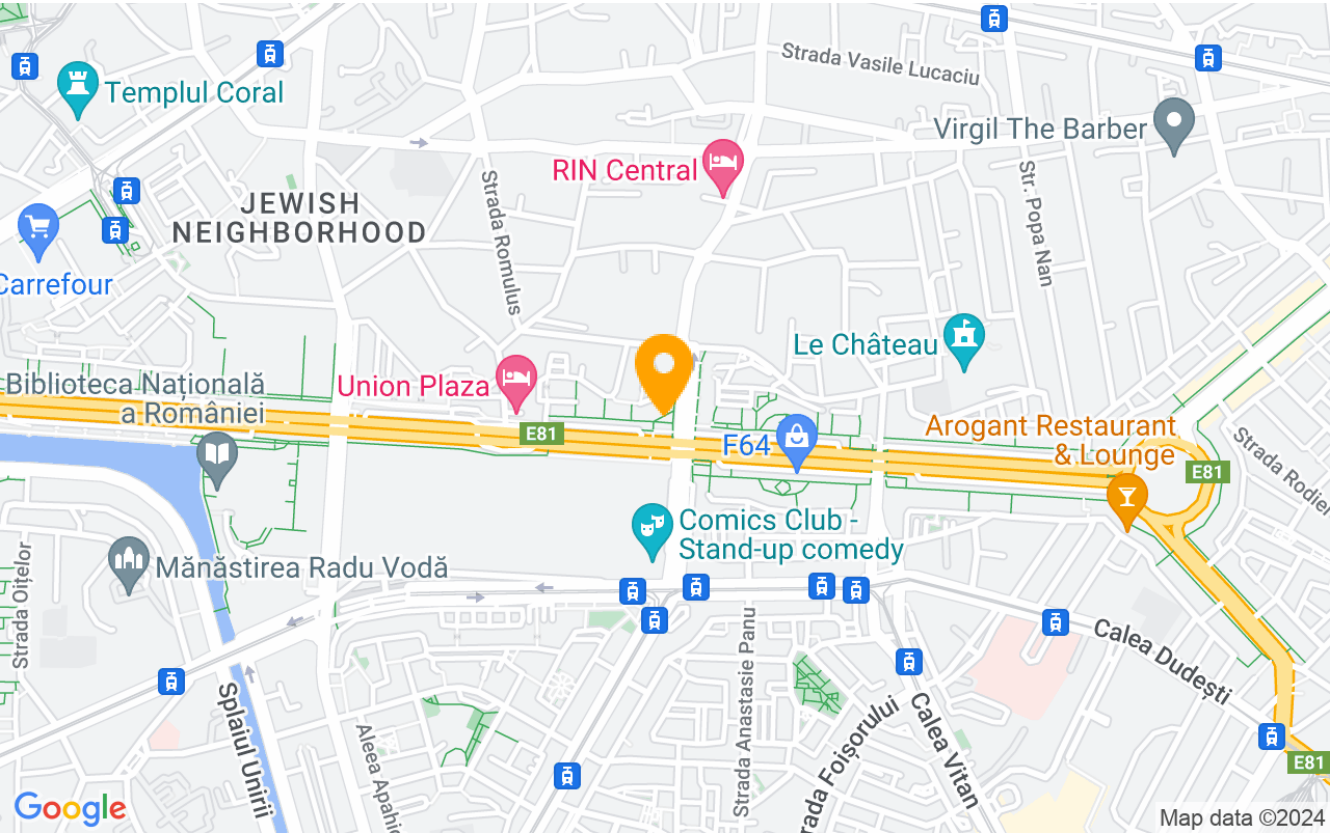 Strada Vasile Lucaciu
Templul Coral
Virgil The Barber
RIN Central
Strada Romulus
Str. Popa Nan
JEWISH
NEIGHBORHOOD
Carrefour
Le Château
Biblioteca Națională
a României
Union Plaza
E81
F64
Arogant Restaurant
& Lounge
E81
Strada Rodiei
Comics Club -
Stand-up comedy
Mănăstirea Radu Vodă
Strada Oițelor
Calea Dudești
Splaiul Unirii
Aleea Apahi
Strada Anastasie Panu
rada Foișorului
Calea Vitan
E81
Google
Map data ©2024